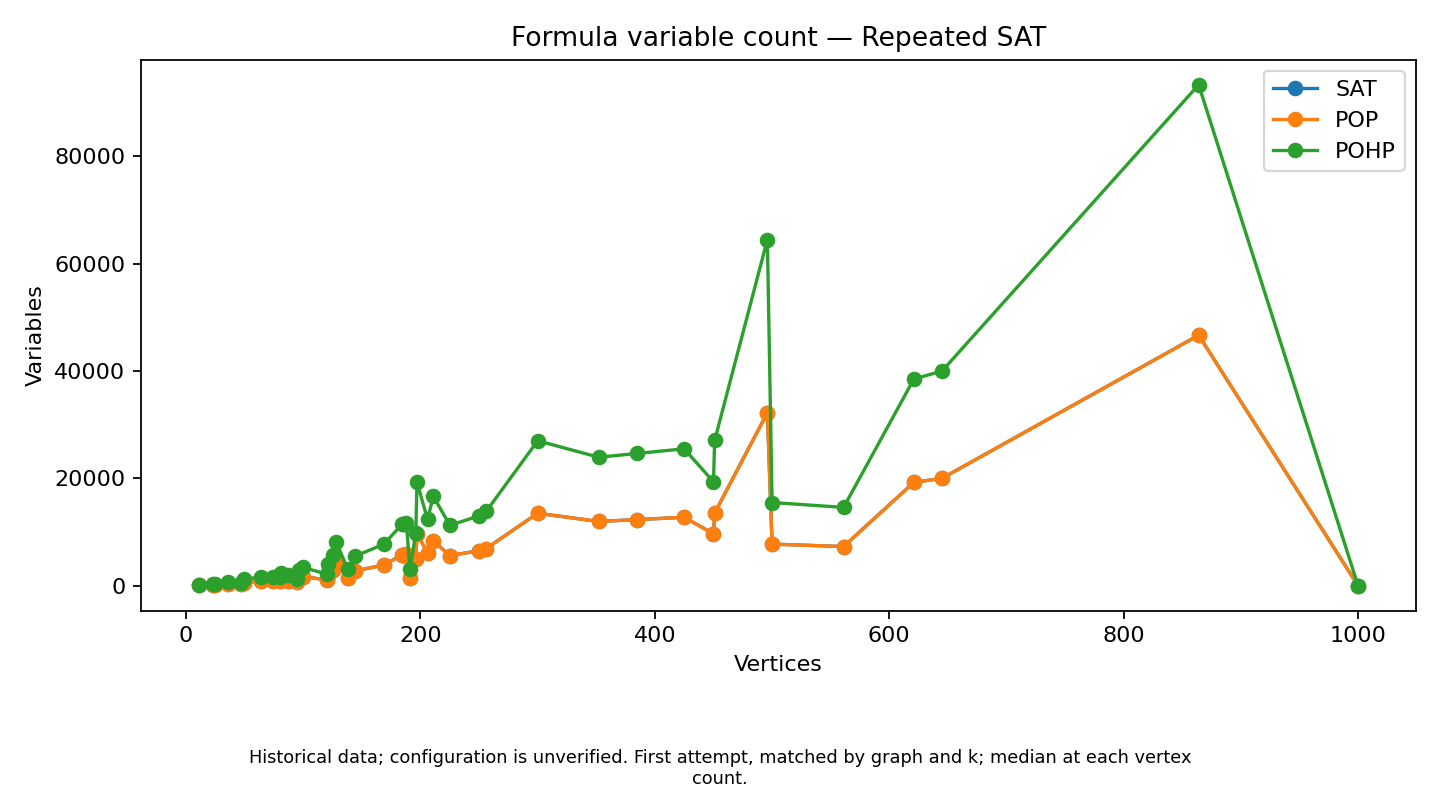 Formula variable count — Repeated SAT
SAT
POP
POHP
80000
60000
40000
20000
0
Variables
0
200
400
600
800
1000
Vertices
Historical data; configuration is unverified. First attempt, matched by graph and k; median at each vertex
count.